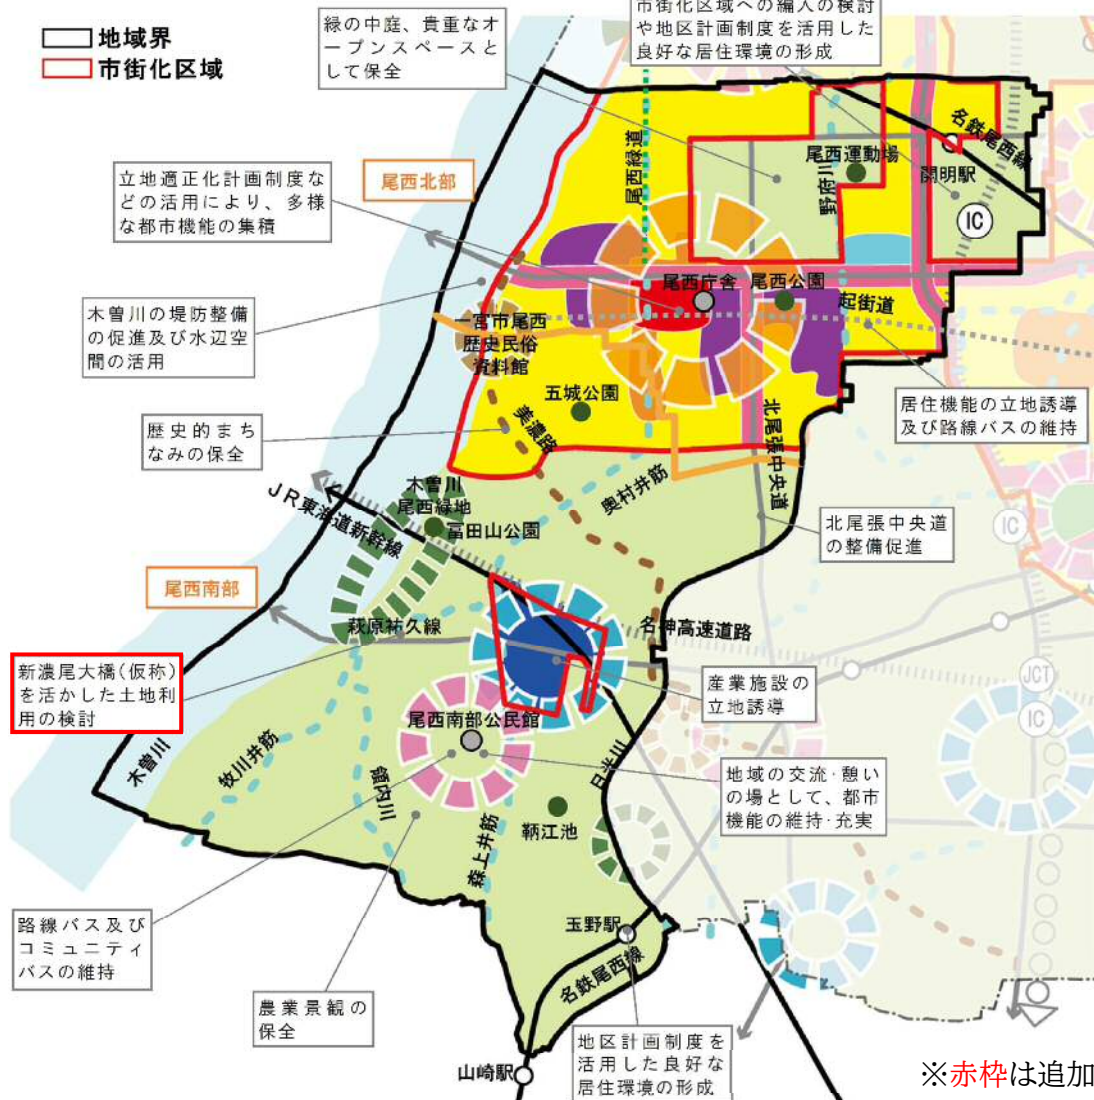 地域界
市街化区域
緑の中庭、貴重なオ
ープンスペースと
して保全
市街化区域への編入の検討
や地区計画制度を活用した
良好な居住環境の形成
立地適正化計画制度な
どの活用により、多様
な都市機能の集積
尾西北部
尾西緑道
尾西運動場
野府川
名鉄尾西線
開明駅
IC
木曽川の堤防整備
の促進及び水辺空
間の活用
尾西庁舎
尾西公園
起街道
一宮市尾西
歴史民俗
資料館
五城公園
美濃路
北尾張中央道
居住機能の立地誘導
及び路線バスの維持
歴史的まち
なみの保全
木曽川
尾西緑地
冨田山公園
JR東海道新幹線
奥村井筋
北尾張中央道
の整備促進
IC
尾西南部
萩原祐久線
名神高速道路
新濃尾大橋(仮称)
を活かした土地利
用の検討
産業施設の
立地誘導
JCT
IC
尾西南部公民館
木曽川
牧川井筋
領内川
日光川
地域の交流・憩い
の場として、都市
機能の維持・充実
森上井筋
鞆江池
路線バス及び
コミュニティ
バスの維持
玉野駅
名鉄尾西線
農業景観の
保全
地区計画制度を
活用した良好な
居住環境の形成
山崎駅
※赤枠は追加